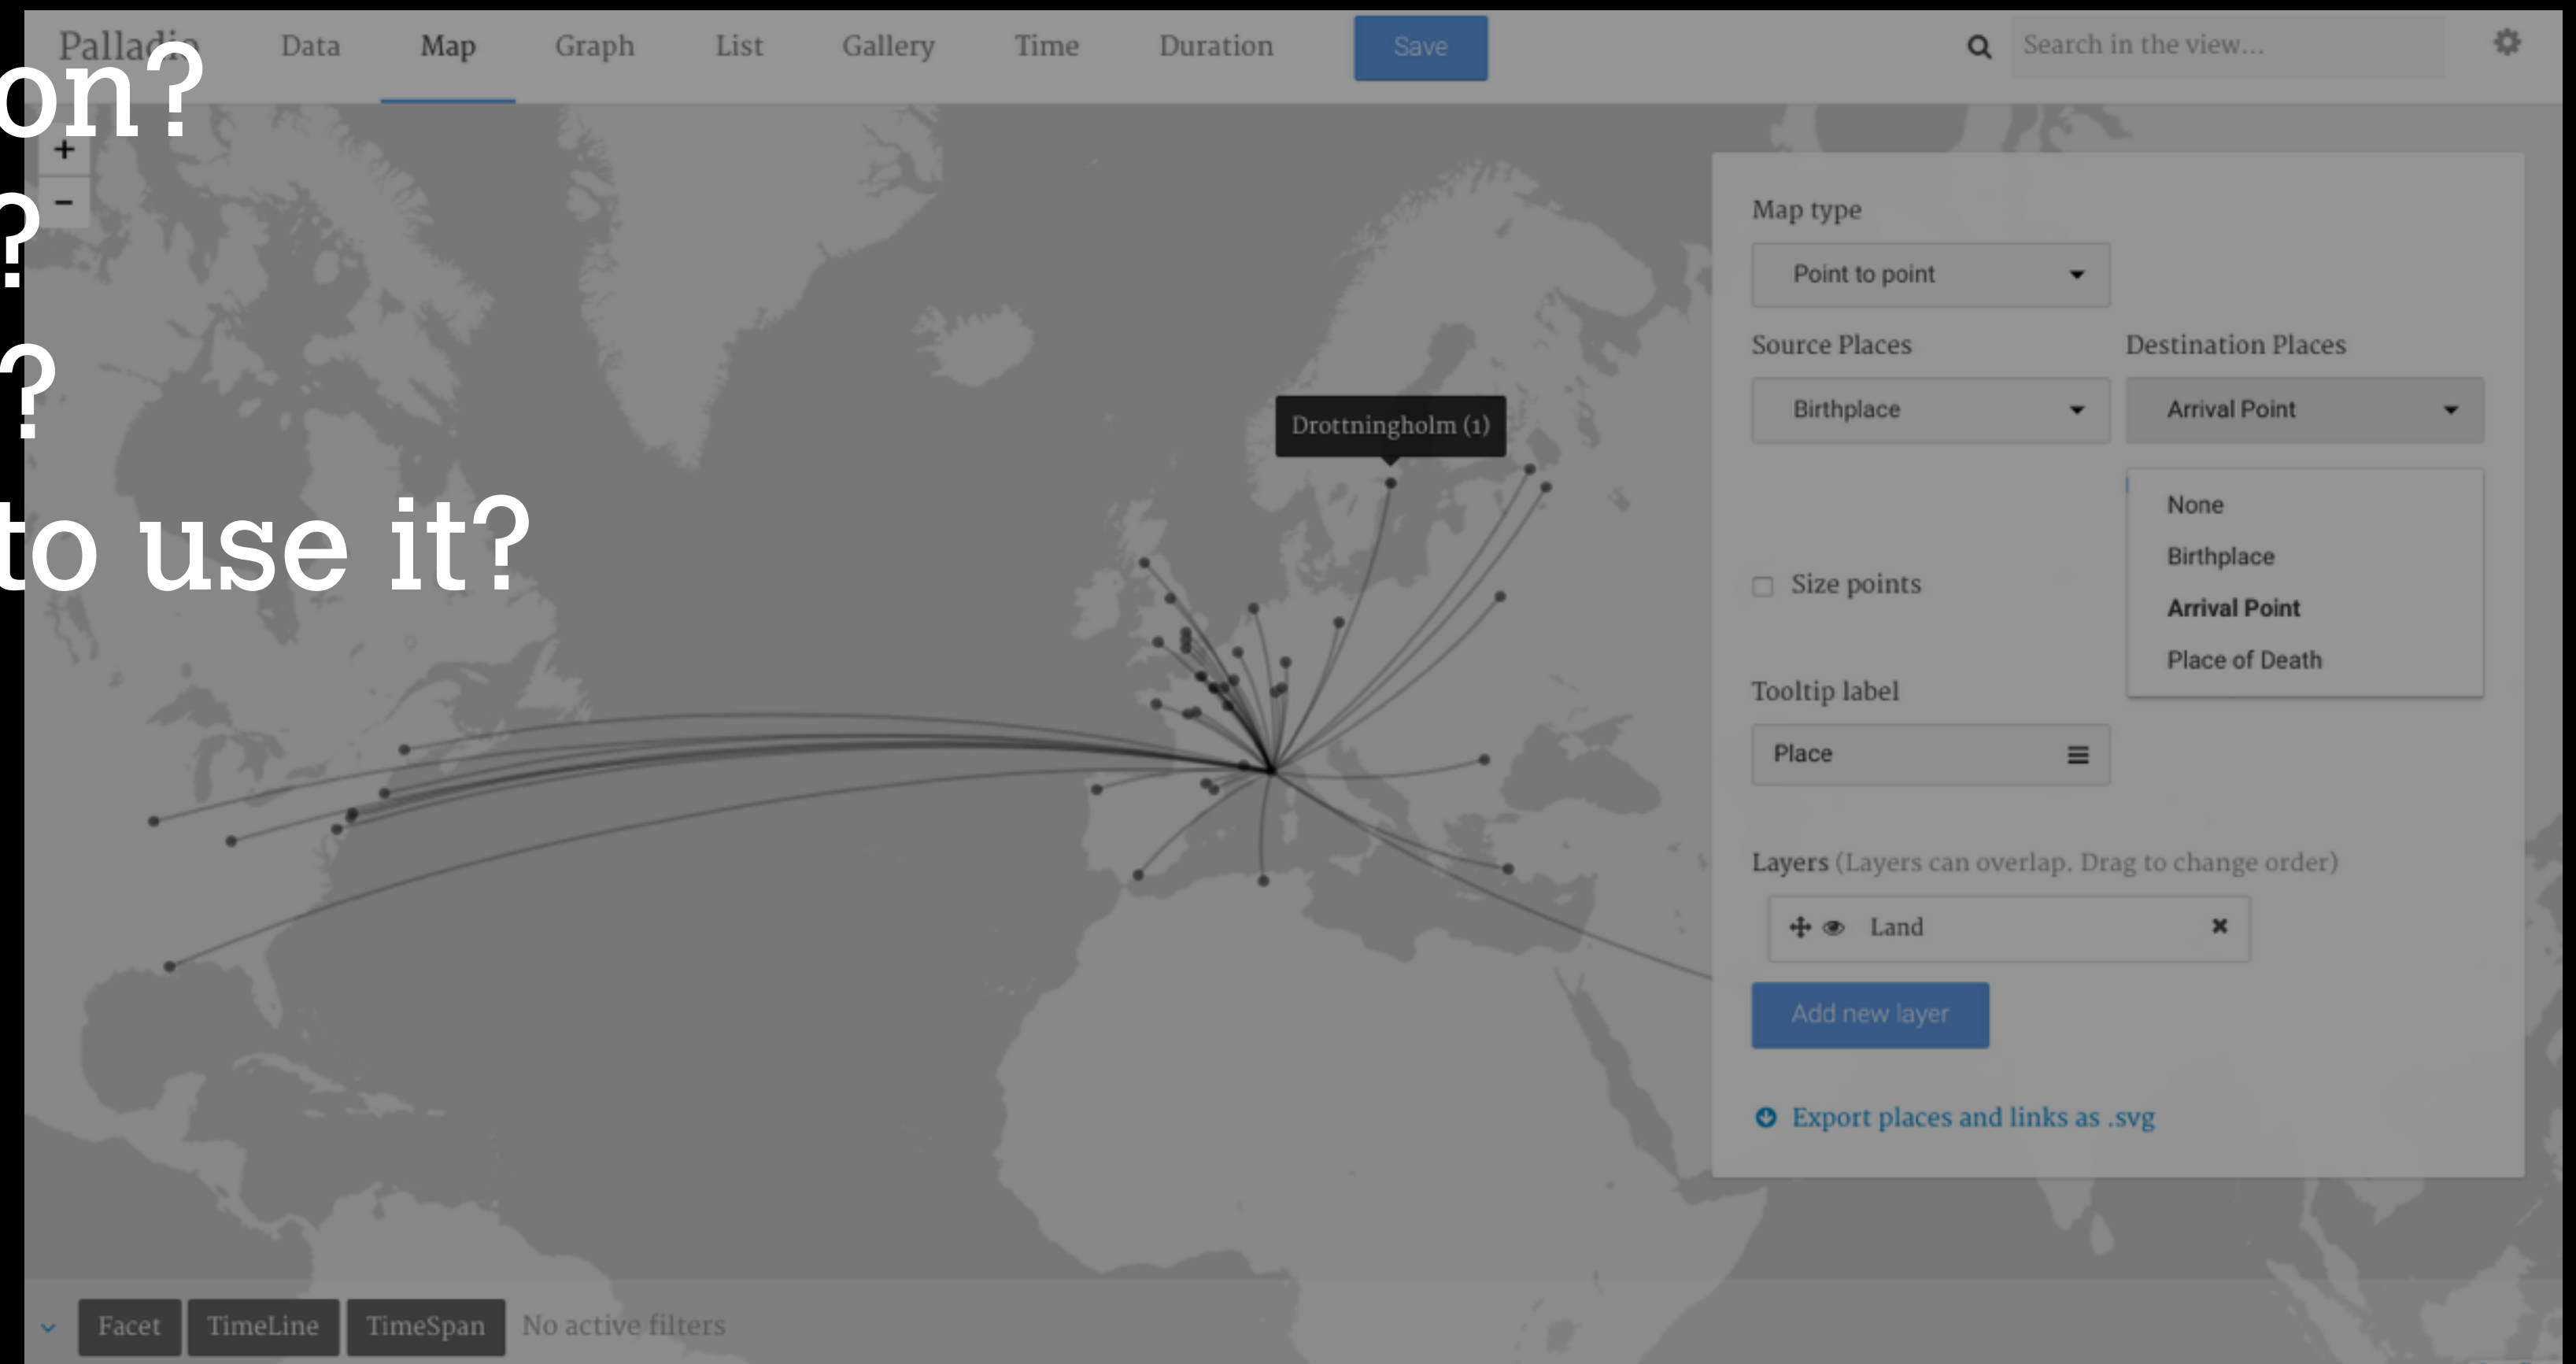 Palladio Data Map Graph List Gallery Time Duration Save Search in the view...
on?
?
?
to use it?
+
−
Map type
Point to point
Source Places Destination Places
Birthplace Arrival Point
None
Birthplace
Arrival Point
Place of Death
Size points
Tooltip label
Place
Layers (Layers can overlap. Drag to change order)
Land
Add new layer
Export places and links as .svg
Drottningholm (1)
Facet TimeLine TimeSpan No active filters